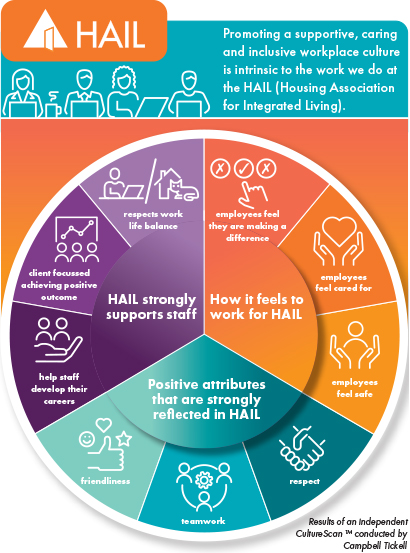 HAIL
Promoting a supportive, caring
and inclusive workplace culture
is intrinsic to the work we do at
the HAIL (Housing Association
for Integrated Living).
respects work
life balance
employees feel
they are making a
difference
client focussed
achieving positive
outcome
employees
feel cared for
HAIL strongly
supports staff
How it feels to
work for HAIL
help staff
develop their
careers
employees
feel safe
Positive attributes
that are strongly
reflected in HAIL
friendliness
teamwork
respect
Results of an Independent
CultureScan ™ conducted by
Campbell Tickell